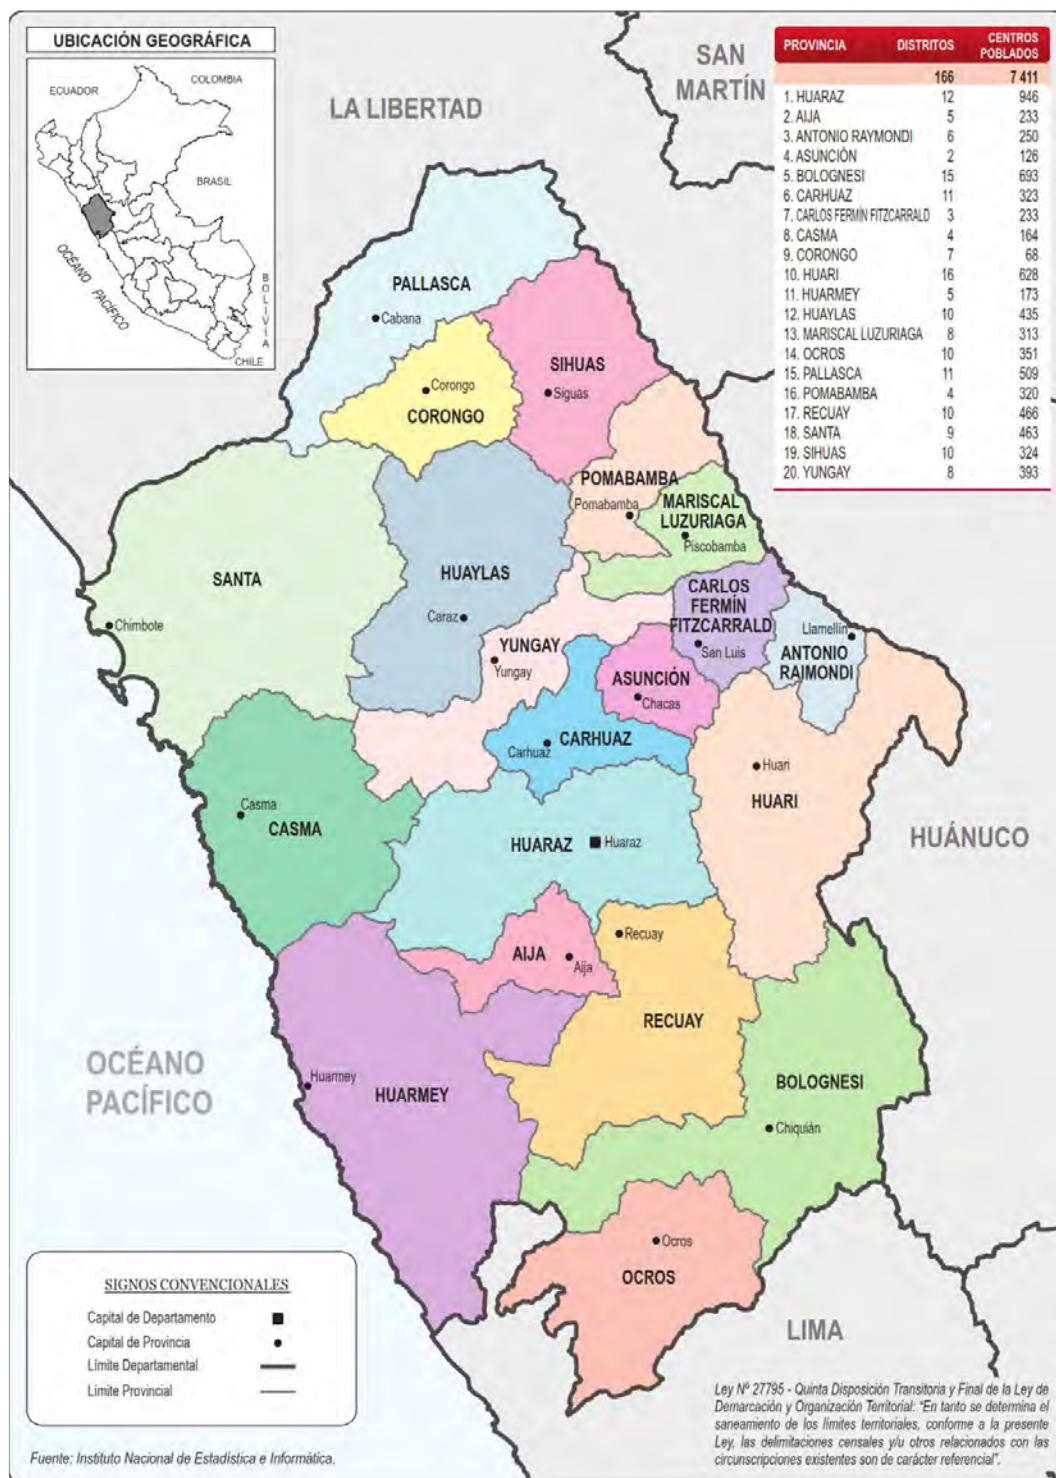 UBICACIÓN GEOGRÁFICA
ECUADOR
COLOMBIA
BRASIL
OCÉANO PACÍFICO
BOLIVIA
CHILE
LA LIBERTAD
SAN
MARTÍN
PROVINCIA DISTRITOS CENTROS POBLADOS
166 7 411
1. HUARAZ 12 946
2. AIJA 5 233
3. ANTONIO RAYMONDI 6 250
4. ASUNCIÓN 2 126
5. BOLOGNESI 15 693
6. CARHUAZ 11 323
7. CARLOS FERMÍN FITZCARRALD 3 233
8. CASMA 4 164
9. CORONGO 7 68
10. HUARI 16 628
11. HUARMEY 5 173
12. HUAYLAS 10 435
13. MARISCAL LUZURIAGA 8 313
14. OCROS 10 351
15. PALLASCA 11 509
16. POMABAMBA 4 320
17. RECUAY 10 466
18. SANTA 9 463
19. SIHUAS 10 324
20. YUNGAY 8 393
PALLASCA
Cabana
SIHUAS
Siguas
Corongo
CORONGO
POMABAMBA
Pomabamba
MARISCAL
LUZURIAGA
Piscobamba
SANTA
Chimbote
HUAYLAS
Caraz
YUNGAY
Yungay
CARLOS
FERMÍN
FITZCARRALD
San Luis
Llamellín
ANTONIO
RAIMONDI
ASUNCIÓN
Chacas
CARHUAZ
Carhuaz
Huari
HUARI
Casma
CASMA
HUARAZ
Huaraz
HUÁNUCO
AIJA
Aija
Recuay
RECUAY
OCÉANO
PACÍFICO
Huarmey
HUARMEY
BOLOGNESI
Chiquián
Ocros
OCROS
LIMA
SIGNOS CONVENCIONALES
Capital de Departamento
Capital de Provincia
Límite Departamental
Límite Provincial
Ley Nº 27795 - Quinta Disposición Transitoria y Final de la Ley de
Demarcación y Organización Territorial: "En tanto se determina el
saneamiento de los límites territoriales, conforme a la presente
Ley, las delimitaciones censales y/u otros relacionados con las
circunscripciones existentes son de carácter referencial".
Fuente: Instituto Nacional de Estadística e Informática.